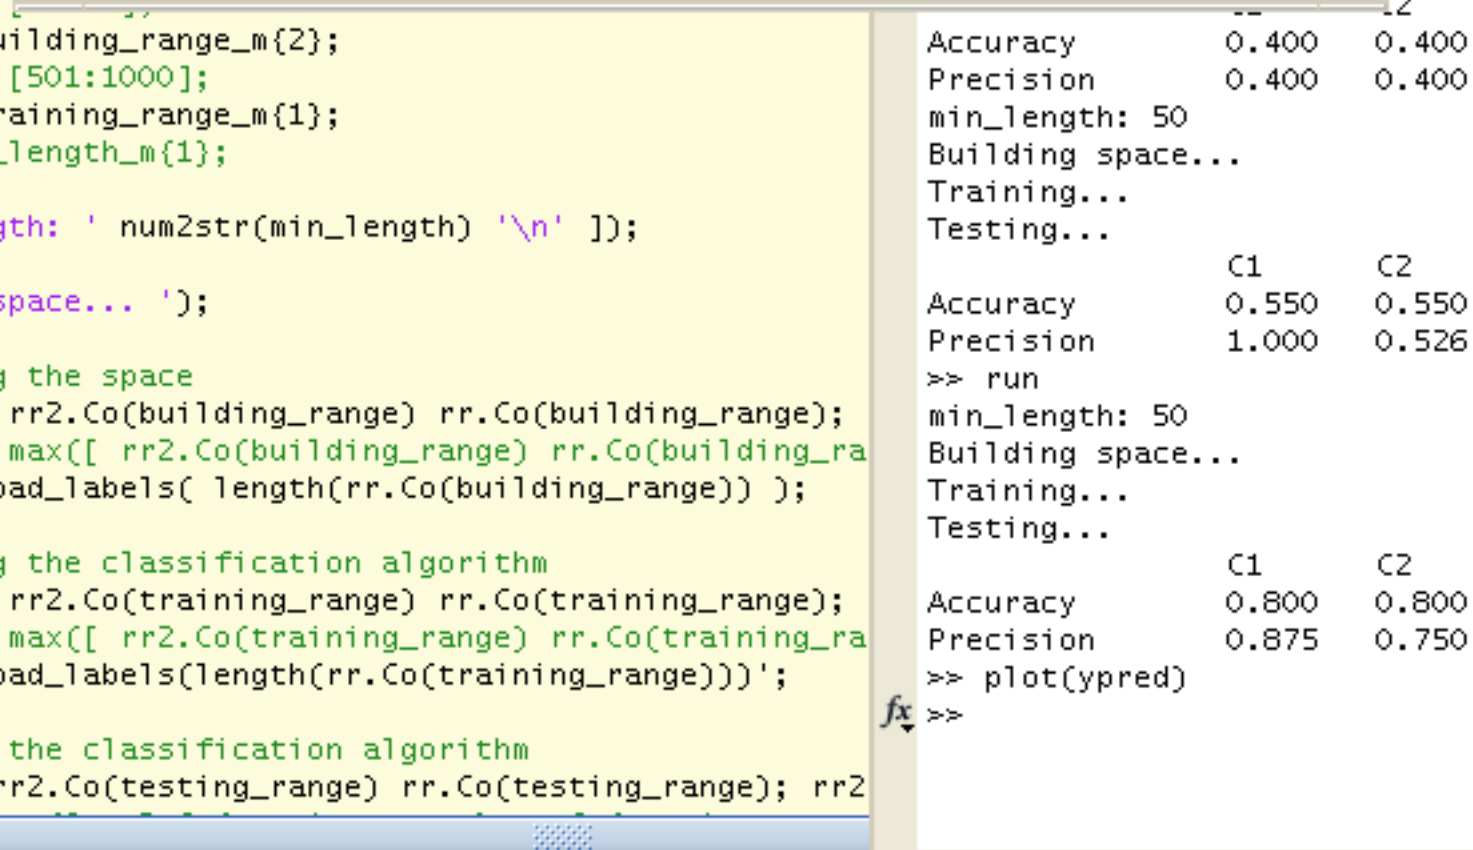 uilding_range_m{2};
[501:1000];
raining_range_m{1};
_length_m{1};
gth: ' num2str(min_length) '\n' ]);
space... ');
g the space
rr2.Co(building_range) rr.Co(building_range);
max([ rr2.Co(building_range) rr.Co(building_ra
oad_labels( length(rr.Co(building_range)) );
g the classification algorithm
rr2.Co(training_range) rr.Co(training_range);
max([ rr2.Co(training_range) rr.Co(training_ra
oad_labels(length(rr.Co(training_range)))';
the classification algorithm
rr2.Co(testing_range) rr.Co(testing_range); rr2
Accuracy 0.400 0.400
Precision 0.400 0.400
min_length: 50
Building space...
Training...
Testing...
C1 C2
Accuracy 0.550 0.550
Precision 1.000 0.526
>> run
min_length: 50
Building space...
Training...
Testing...
C1 C2
Accuracy 0.800 0.800
Precision 0.875 0.750
>> plot(ypred)
fx >>